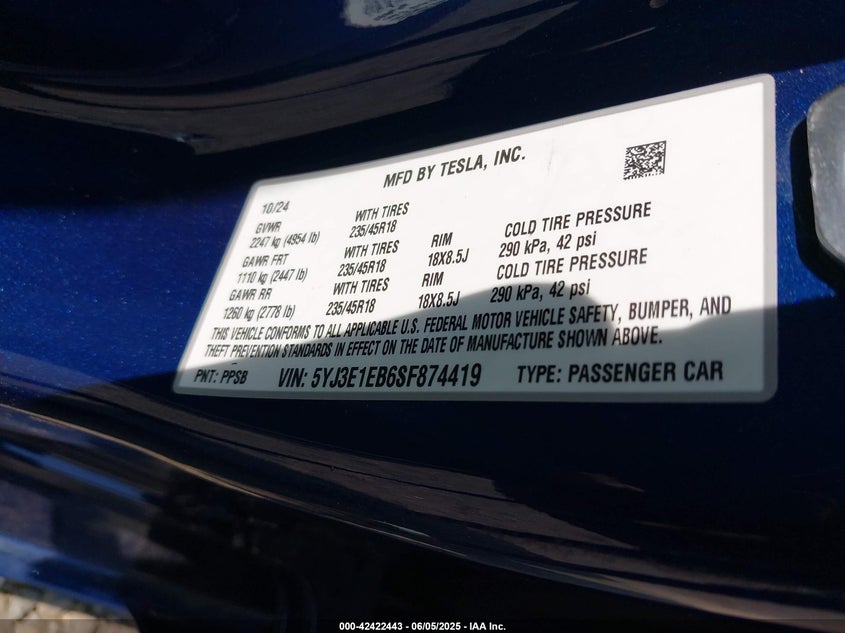 MFD BY TESLA, INC.
10/24
GVWR WITH TIRES
2247 kg (4954 lb) 235/45R18
GAWR FRT WITH TIRES RIM COLD TIRE PRESSURE
1110 kg (2447 lb) 235/45R18 18X8.5J 290 kPa, 42 psi
GAWR RR WITH TIRES RIM COLD TIRE PRESSURE
1260 kg (2778 lb) 235/45R18 18X8.5J 290 kPa, 42 psi
THIS VEHICLE CONFORMS TO ALL APPLICABLE U.S. FEDERAL MOTOR VEHICLE SAFETY, BUMPER, AND
THEFT PREVENTION STANDARDS IN EFFECT ON THE DATE OF MANUFACTURE SHOWN ABOVE.
PNT: PPSB VIN: 5YJ3E1EB6SF874419 TYPE: PASSENGER CAR
000-42422443 - 06/05/2025 - IAA Inc.